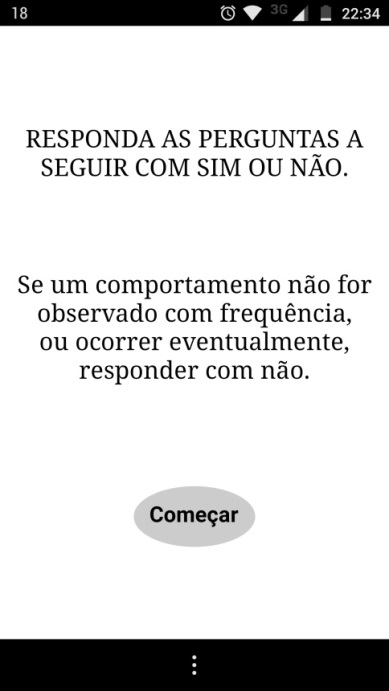 18 3G 22:34
RESPONDA AS PERGUNTAS A
SEGUIR COM SIM OU NÃO.
Se um comportamento não for
observado com frequência,
ou ocorrer eventualmente,
responder com não.
Começar